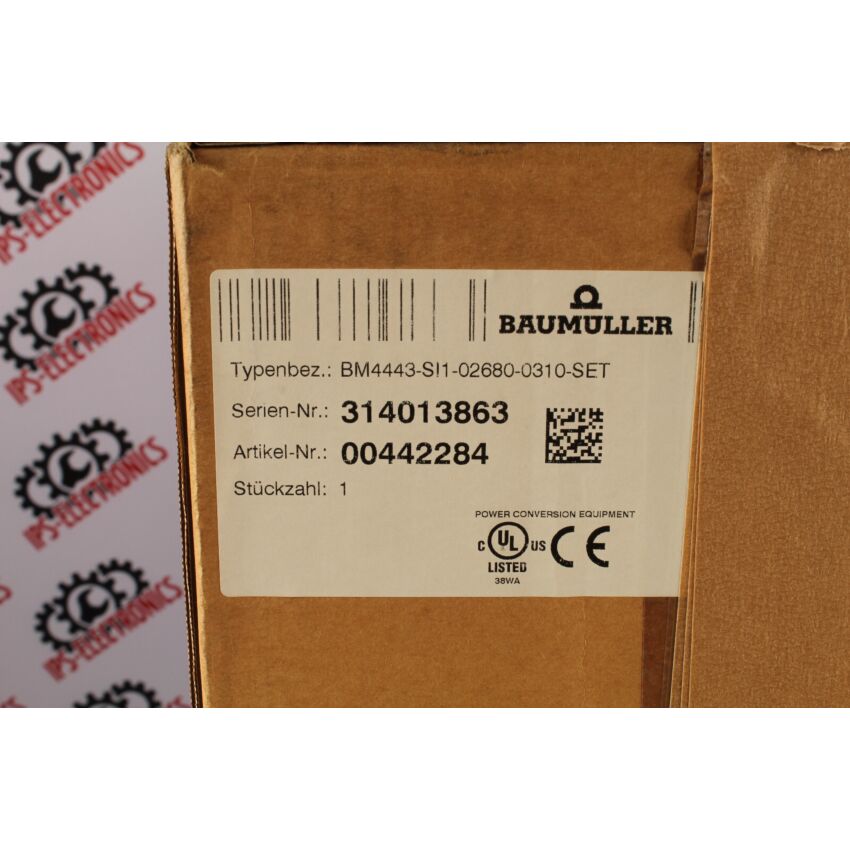 IPS-ELECTRONICS
IPS-ELECTRONICS
IPS-ELECTRONICS
IPS-ELECTRONICS
BAUMÜLLER
Typenbez.: BM4443-SI1-02680-0310-SET
Serien-Nr.: 314013863
Artikel-Nr.: 00442284
Stückzahl: 1
POWER CONVERSION EQUIPMENT
C UL US CE
LISTED
38WA